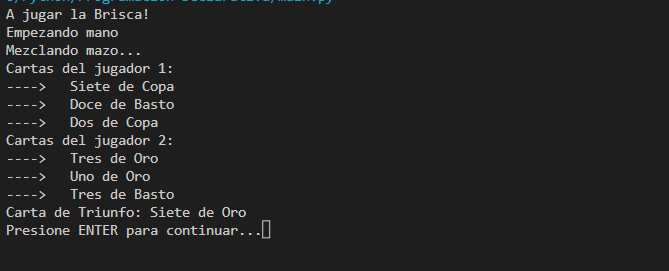 A jugar la Brisca!
Empezando mano
Mezclando mazo...
Cartas del jugador 1:
---->   Siete de Copa
---->   Doce de Basto
---->   Dos de Copa
Cartas del jugador 2:
---->   Tres de Oro
---->   Uno de Oro
---->   Tres de Basto
Carta de Triunfo: Siete de Oro
Presione ENTER para continuar...